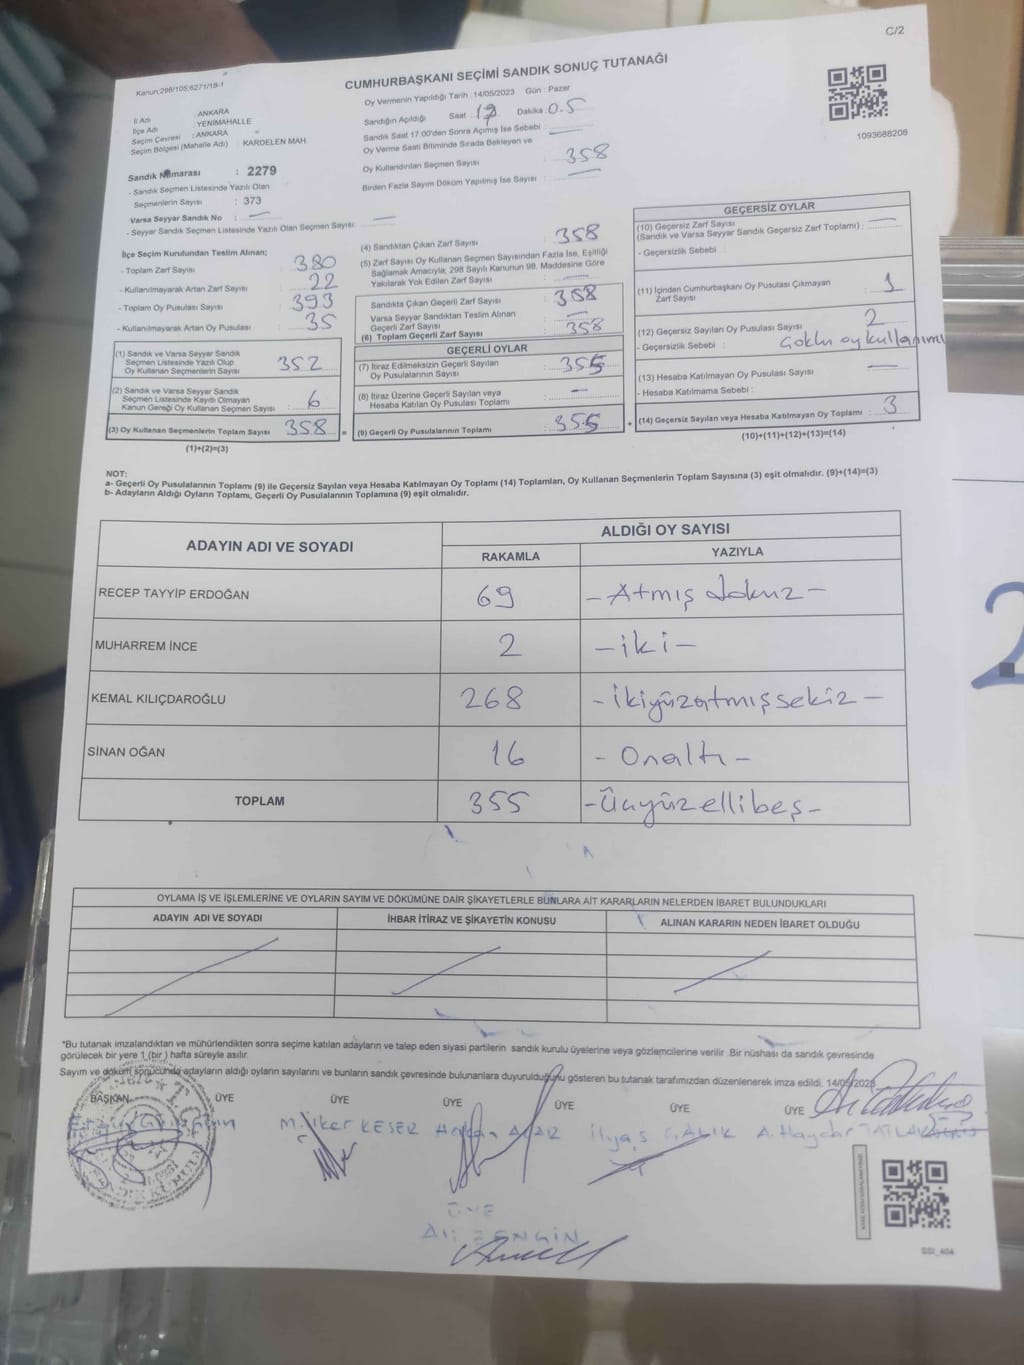 C/2
Kanun:298/105;6271/18-1
CUMHURBAŞKANI SEÇİMİ SANDIK SONUÇ TUTANAĞI
İl Adı : ANKARA
İlçe Adı : YENİMAHALLE
Seçim Çevresi : ANKARA
Seçim Bölgesi (Mahalle Adı) : KARDELEN MAH.
Sandık Numarası : 2279
- Sandık Seçmen Listesinde Yazılı Olan
Seçmenlerin Sayısı : 373
Varsa Seyyar Sandık No : —
- Seyyar Sandık Seçmen Listesinde Yazılı Olan Seçmen Sayısı : —
Oy Vermenin Yapıldığı Tarih : 14/05/2023 Gün : Pazar
Sandığın Açıldığı Saat : Dakika : 0.5
Sandık Saat 17:00'den Sonra Açılmış İse Sebebi : —
Oy Verme Saati Bitiminde Sırada Bekleyen ve
Oy Kullandırılan Seçmen Sayısı : 358
Birden Fazla Sayım Döküm Yapılmış İse Sayısı : —
1093688208
İlçe Seçim Kurulundan Teslim Alınan;
- Toplam Zarf Sayısı : 380
- Kullanılmayarak Artan Zarf Sayısı : 22
- Toplam Oy Pusulası Sayısı : 393
- Kullanılmayarak Artan Oy Pusulası : 35
(1) Sandık ve Varsa Seyyar Sandık
Seçmen Listesinde Yazılı Olup
Oy Kullanan Seçmenlerin Sayısı : 352
(2) Sandık ve Varsa Seyyar Sandık
Seçmen Listesinde Kayıtlı Olmayan
Kanun Gereği Oy Kullanan Seçmen Sayısı : 6
(3) Oy Kullanan Seçmenlerin Toplam Sayısı : 358 =
(1)+(2)=(3)
(4) Sandıktan Çıkan Zarf Sayısı : 358
(5) Zarf Sayısı Oy Kullanan Seçmen Sayısından Fazla İse, Eşitliği
Sağlamak Amacıyla, 298 Sayılı Kanunun 98. Maddesine Göre
Yakılarak Yok Edilen Zarf Sayısı : —
Sandıkta Çıkan Geçerli Zarf Sayısı : 358
Varsa Seyyar Sandıktan Teslim Alınan
Geçerli Zarf Sayısı : —
(6) Toplam Geçerli Zarf Sayısı : 358
GEÇERLİ OYLAR
(7) İtiraz Edilmeksizin Geçerli Sayılan
Oy Pusulalarının Sayısı : 355
(8) İtiraz Üzerine Geçerli Sayılan veya
Hesaba Katılan Oy Pusulası Toplamı : —
(9) Geçerli Oy Pusulalarının Toplamı : 355 +
GEÇERSİZ OYLAR
(10) Geçersiz Zarf Sayısı
(Sandık ve Varsa Seyyar Sandık Geçersiz Zarf Toplamı) : —
- Geçersizlik Sebebi :
(11) İçinden Cumhurbaşkanı Oy Pusulası Çıkmayan
Zarf Sayısı : 1
(12) Geçersiz Sayılan Oy Pusulası Sayısı : 2
- Geçersizlik Sebebi : Çoklu oy kullanımı
(13) Hesaba Katılmayan Oy Pusulası Sayısı : —
- Hesaba Katılmama Sebebi :
(14) Geçersiz Sayılan veya Hesaba Katılmayan Oy Toplamı : 3
(10)+(11)+(12)+(13)=(14)
NOT:
a- Geçerli Oy Pusulalarının Toplamı (9) ile Geçersiz Sayılan veya Hesaba Katılmayan Oy Toplamı (14) Toplamları, Oy Kullanan Seçmenlerin Toplam Sayısına (3) eşit olmalıdır. (9)+(14)=(3)
b- Adayların Aldığı Oyların Toplamı, Geçerli Oy Pusulalarının Toplamına (9) eşit olmalıdır.
ADAYIN ADI VE SOYADI
ALDIĞI OY SAYISI
RAKAMLA YAZIYLA
RECEP TAYYİP ERDOĞAN 69 – Atmış dokuz –
MUHARREM İNCE 2 – iki –
KEMAL KILIÇDAROĞLU 268 – ikiyüzatmışsekiz –
SİNAN OĞAN 16 – Onaltı –
TOPLAM 355 – Üçyüzellibeş –
OYLAMA İŞ VE İŞLEMLERİNE VE OYLARIN SAYIM VE DÖKÜMÜNE DAİR ŞİKAYETLERLE BUNLARA AİT KARARLARIN NELERDEN İBARET BULUNDUKLARI
ADAYIN ADI VE SOYADI İHBAR İTİRAZ VE ŞİKAYETİN KONUSU ALINAN KARARIN NEDEN İBARET OLDUĞU
*Bu tutanak imzalandıktan ve mühürlendikten sonra seçime katılan adayların ve talep eden siyasi partilerin sandık kurulu üyelerine veya gözlemcilerine verilir .Bir nüshası da sandık çevresinde
görülecek bir yere 1 (bir ) hafta süreyle asılır.
Sayım ve döküm sonucunda adayların aldığı oyların sayılarını ve bunların sandık çevresinde bulunanlara duyurulduğunu gösteren bu tutanak tarafımızdan düzenlenerek imza edildi. 14/05/2023
BAŞKAN ÜYE ÜYE ÜYE ÜYE ÜYE ÜYE
M. İlker KESER İlyaş ÇALIK A. Haydar
ÜYE
Ali ZENGİN
SSI_404
2.